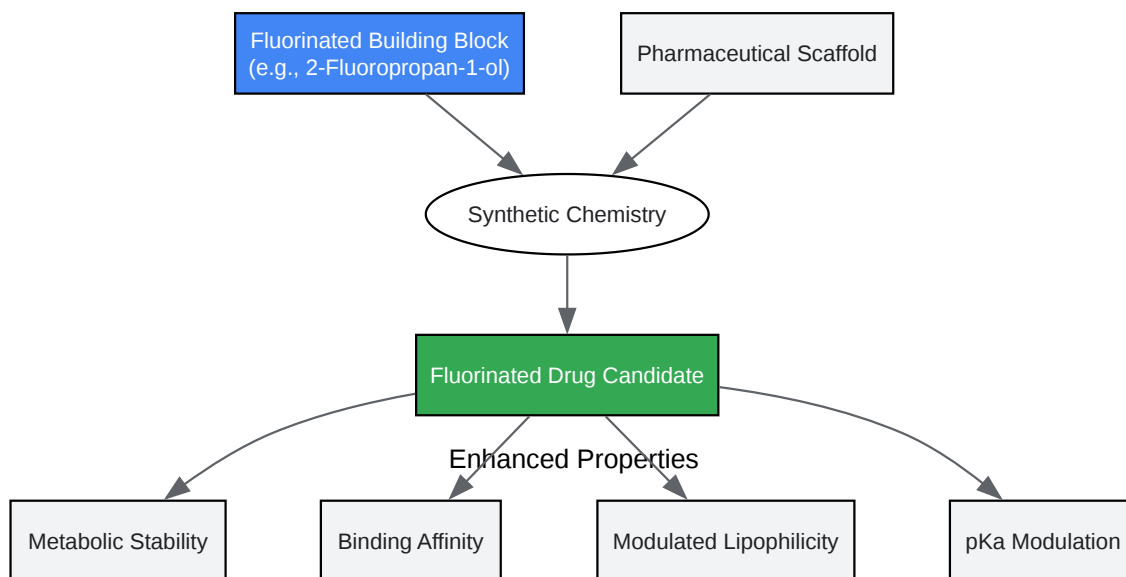 Fluorinated Building Block
(e.g., 2-Fluoropropan-1-ol)
Pharmaceutical Scaffold
Synthetic Chemistry
Fluorinated Drug Candidate
Enhanced Properties
Metabolic Stability
Binding Affinity
Modulated Lipophilicity
pKa Modulation